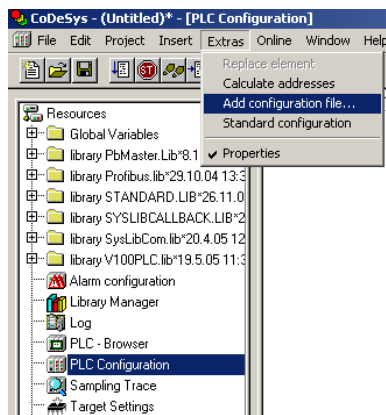 CoDeSys - (Untitled)* - [PLC Configuration]
File Edit Project Insert Extras Online Window Help
Replace element
Calculate addresses
Add configuration file...
Standard configuration
Properties
Resources
Global Variables
library PbMaster.Lib*8.1
library Profibus.lib*29.10.04 13:3
library STANDARD.LIB*26.11.0
library SYSLIBCALLBACK.LIB*2
library SysLibCom.lib*20.4.05 12
library V100PLC.lib*19.5.05 11:3
Alarm configuration
Library Manager
Log
PLC - Browser
PLC Configuration
Sampling Trace
Target Settings